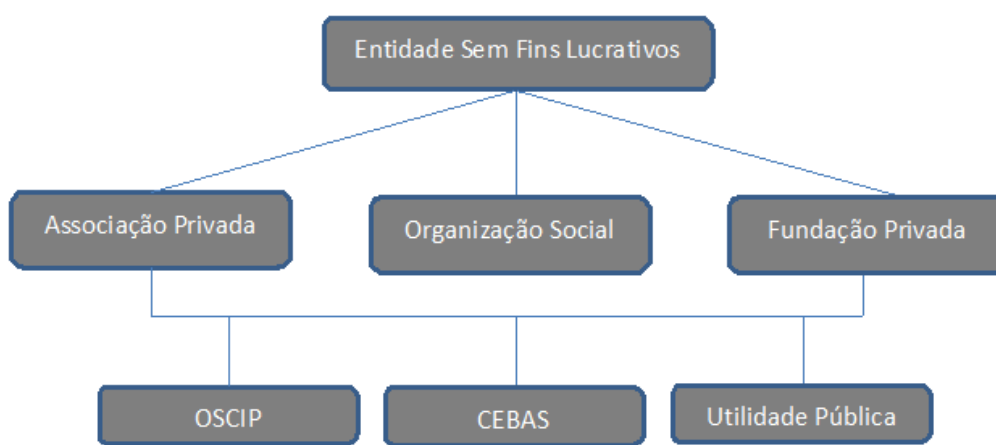 Entidade Sem Fins Lucrativos
Associação Privada
Organização Social
Fundação Privada
OSCIP
CEBAS
Utilidade Pública